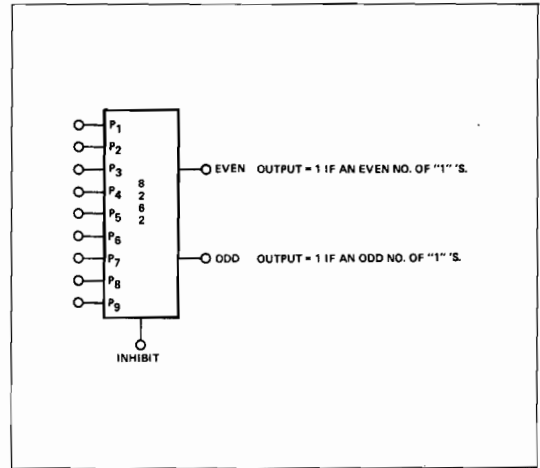 P1
P2
P3
P4
P5
P6
P7
P8
P9
8
2
6
2
EVEN OUTPUT = 1 IF AN EVEN NO. OF "1" 'S.
ODD OUTPUT = 1 IF AN ODD NO. OF "1" 'S.
INHIBIT